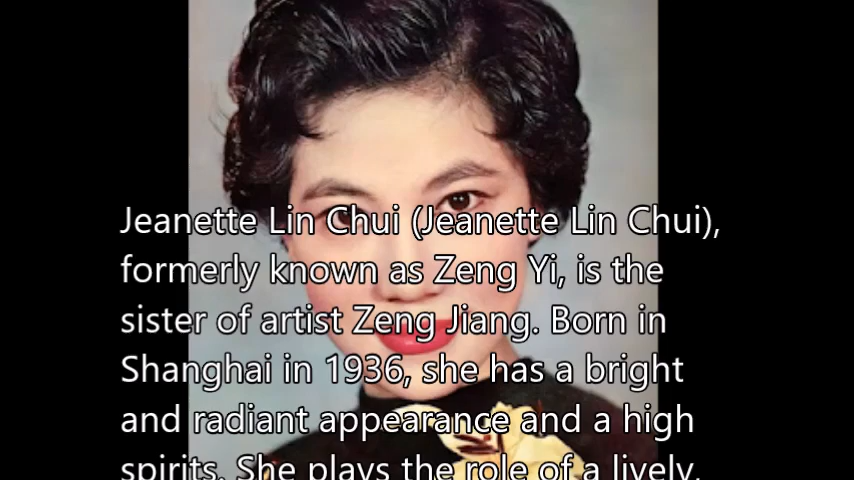 Jeanette Lin Chui (Jeanette Lin Chui),
formerly known as Zeng Yi, is the
sister of artist Zeng Jiang. Born in
Shanghai in 1936, she has a bright
and radiant appearance and a high
spirits. She plays the role of a lively,